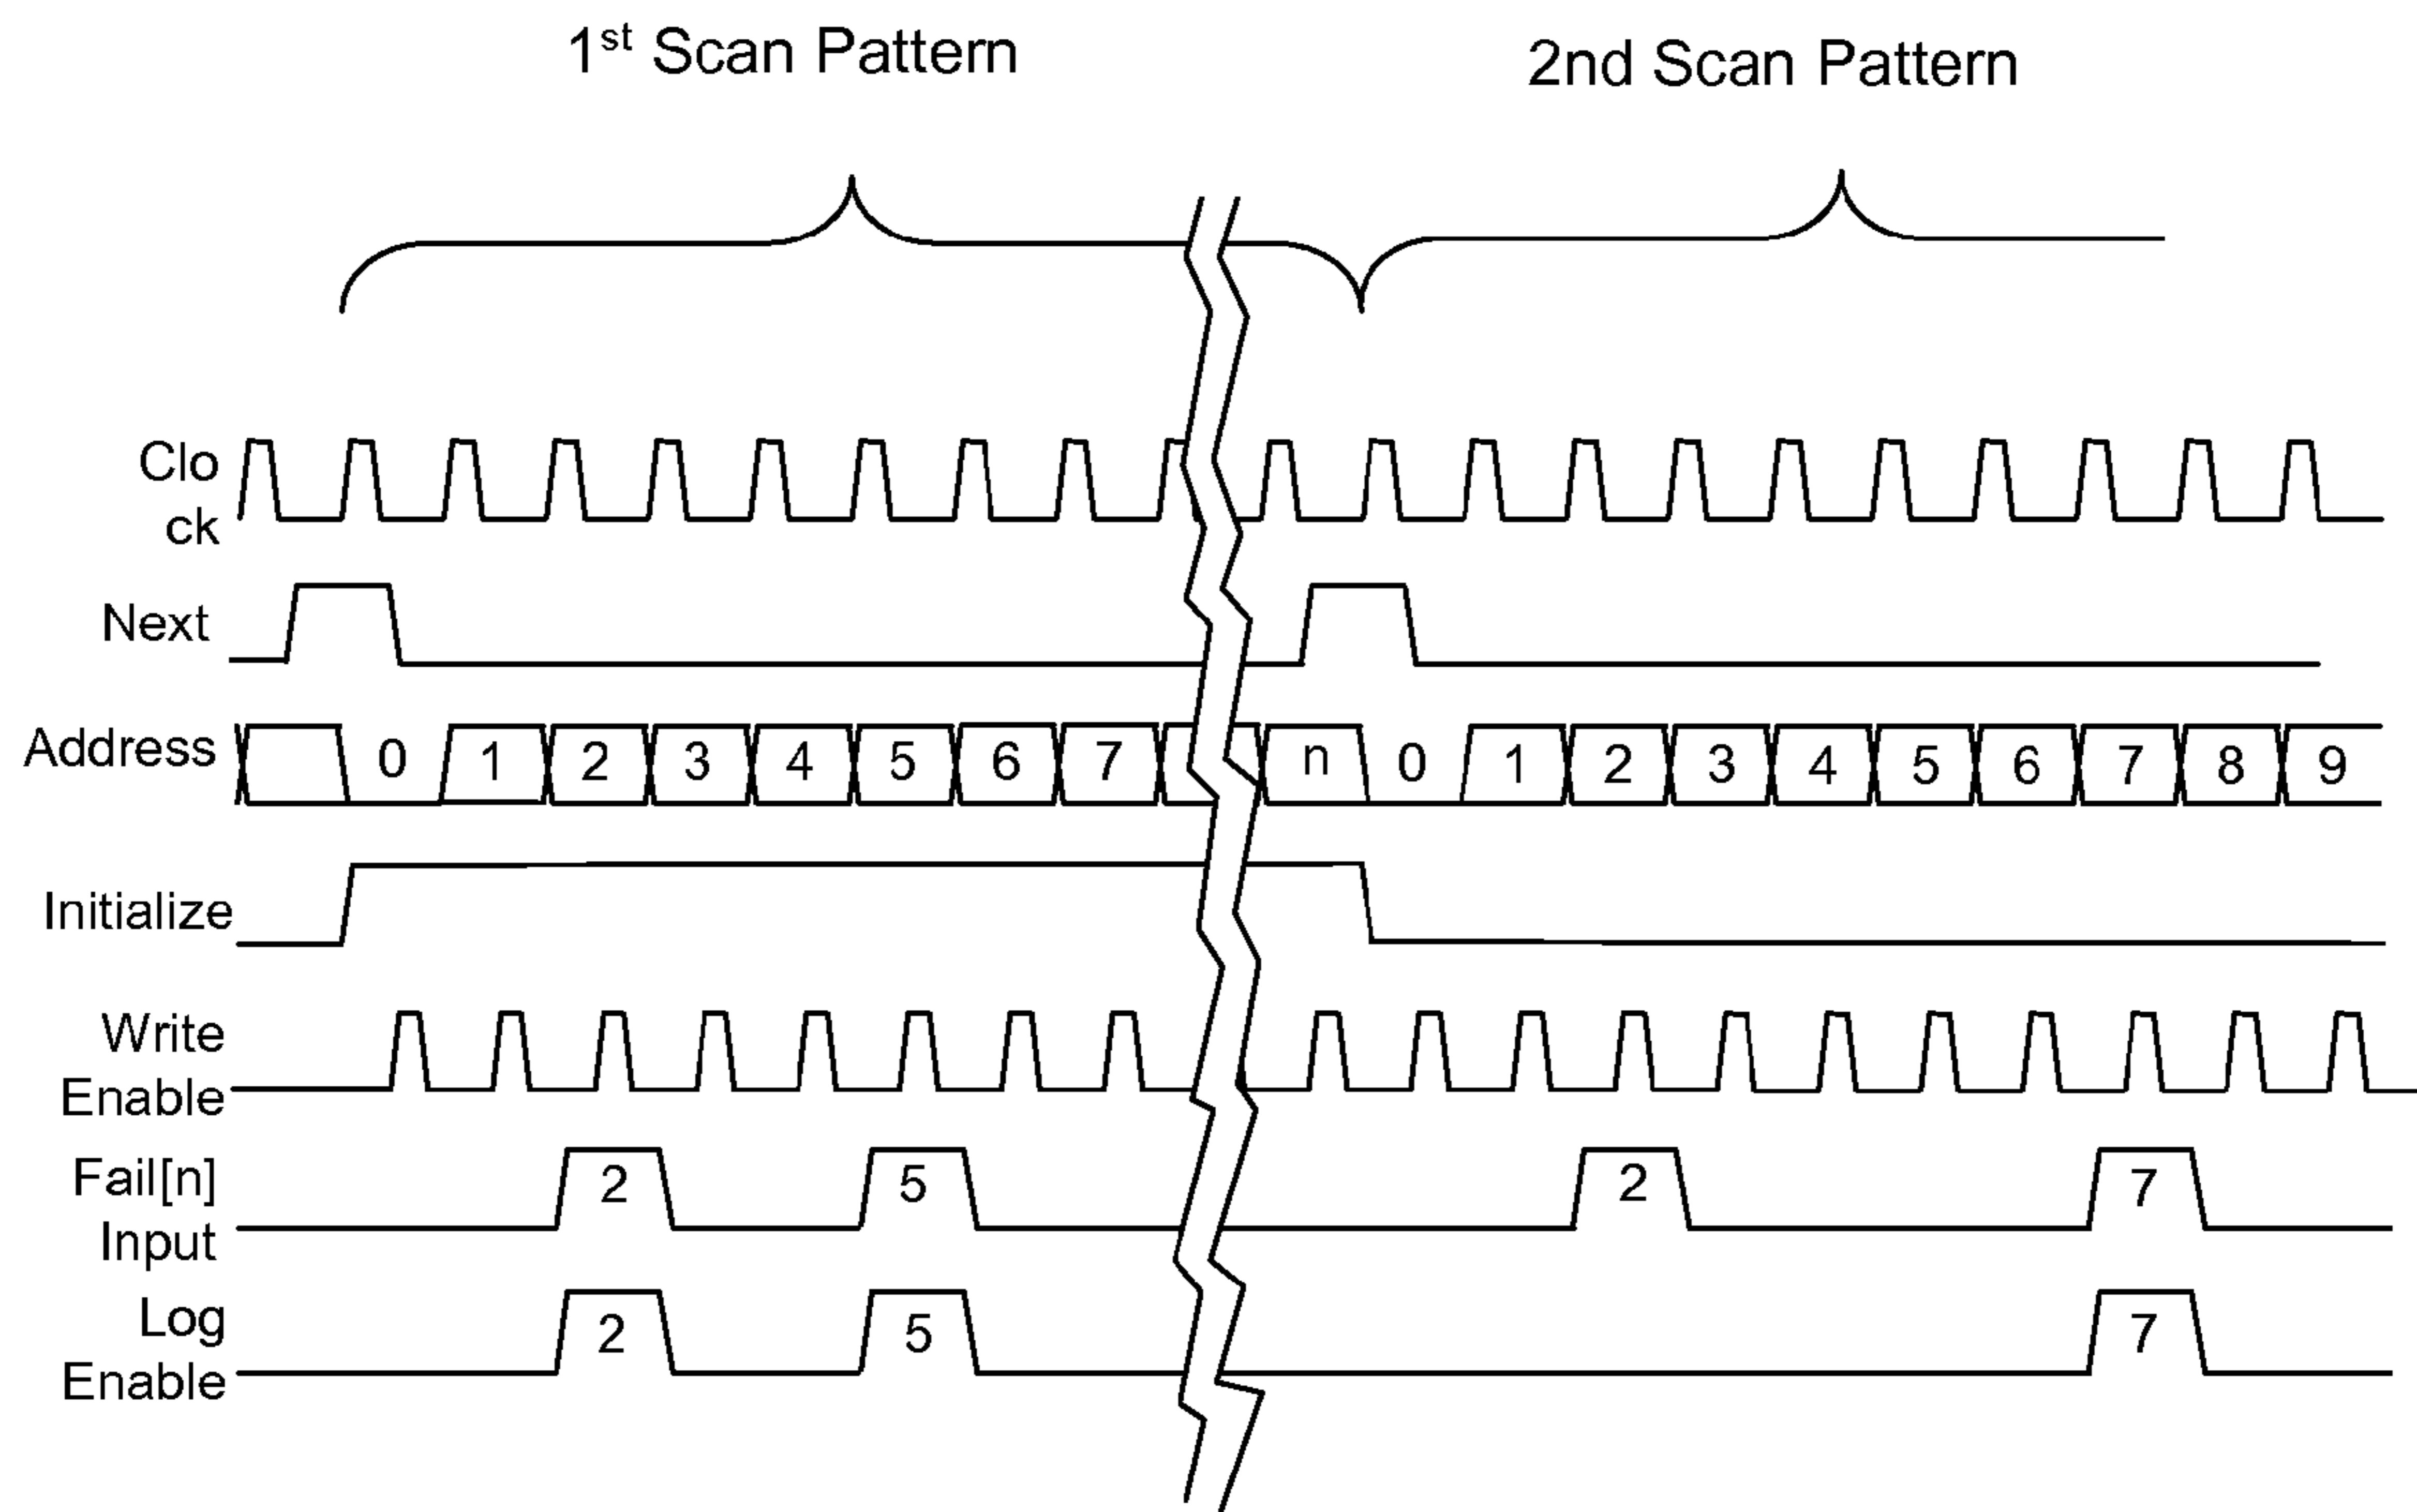 1st Scan Pattern
2nd Scan Pattern
Clo
ck
Next
Address 0 1 2 3 4 5 6 7 n 0 1 2 3 4 5 6 7 8 9
Initialize
Write
Enable
Fail[n] 2 5 2 7
Input
Log 2 5 7
Enable